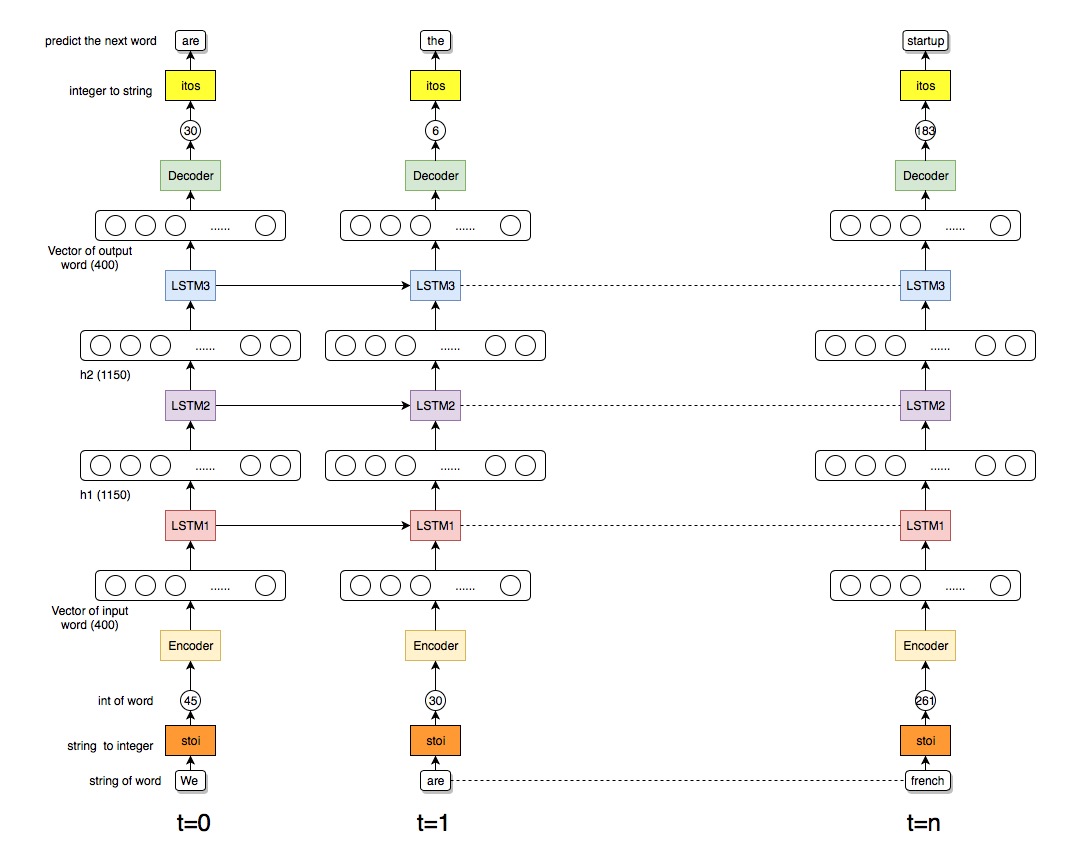 predict the next word are the startup
integer to string itos itos itos
30 6 183
Decoder Decoder Decoder
...... ...... ......
Vector of output
word (400)
LSTM3 LSTM3 LSTM3
...... ...... ......
h2 (1150)
LSTM2 LSTM2 LSTM2
...... ...... ......
h1 (1150)
LSTM1 LSTM1 LSTM1
...... ...... ......
Vector of input
word (400)
Encoder Encoder Encoder
int of word 45 30 261
string to integer stoi stoi stoi
string of word We are french
t=0 t=1 t=n